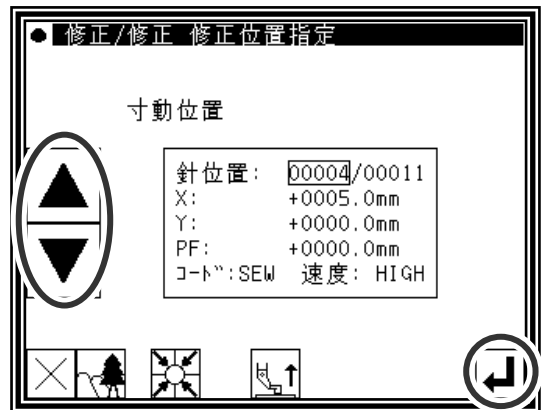 ● 修正/修正 修正位置指定
寸動位置
針位置: 00004/00011
X: +0005.0mm
Y: +0000.0mm
PF: +0000.0mm
コード:SEW 速度: HIGH